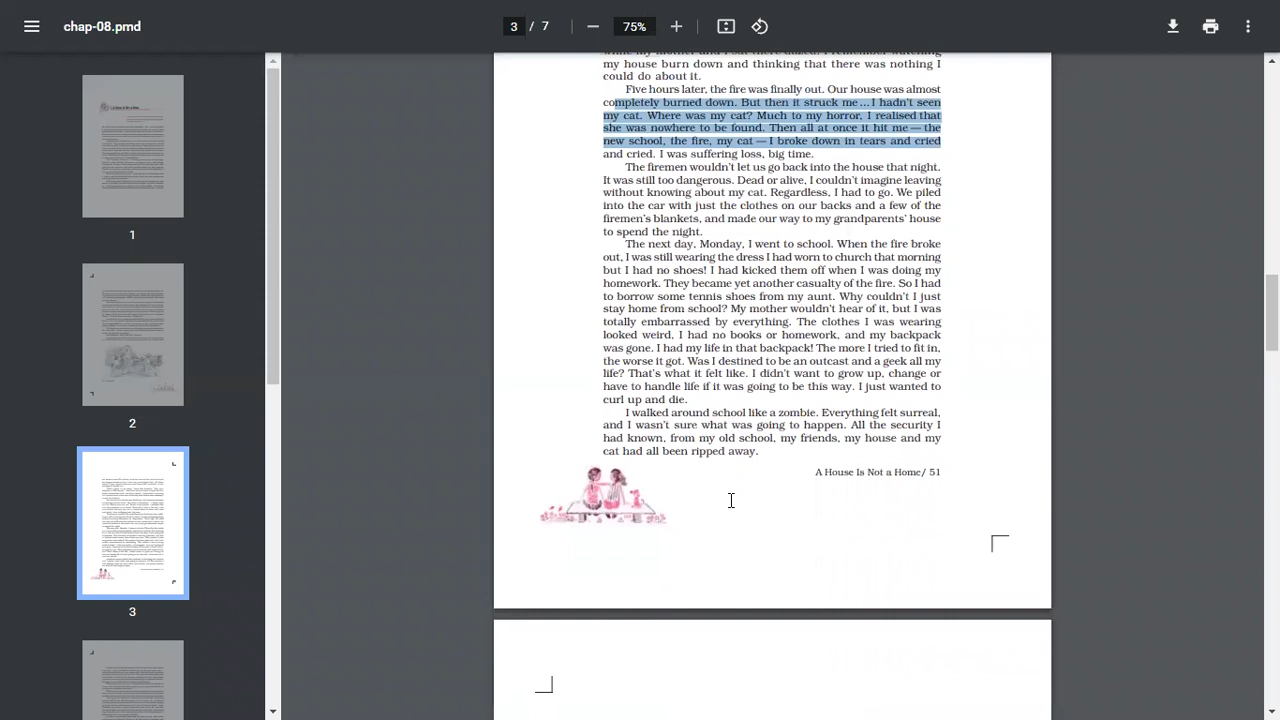 chap-08.pmd
3 / 7
75%
1
2
3
while my mother and I sat there dazed. I remember watching
my house burn down and thinking that there was nothing I
could do about it.
Five hours later, the fire was finally out. Our house was almost
completely burned down. But then it struck me... I hadn't seen
my cat. Where was my cat? Much to my horror, I realised that
she was nowhere to be found. Then all at once it hit me — the
new school, the fire, my cat — I broke down in tears and cried
and cried. I was suffering loss, big time.
The firemen wouldn't let us go back into the house that night.
It was still too dangerous. Dead or alive, I couldn't imagine leaving
without knowing about my cat. Regardless, I had to go. We piled
into the car with just the clothes on our backs and a few of the
firemen's blankets, and made our way to my grandparents' house
to spend the night.
The next day, Monday, I went to school. When the fire broke
out, I was still wearing the dress I had worn to church that morning
but I had no shoes! I had kicked them off when I was doing my
homework. They became yet another casualty of the fire. So I had
to borrow some tennis shoes from my aunt. Why couldn't I just
stay home from school? My mother wouldn't hear of it, but I was
totally embarrassed by everything. The clothes I was wearing
looked weird, I had no books or homework, and my backpack
was gone. I had my life in that backpack! The more I tried to fit in,
the worse it got. Was I destined to be an outcast and a geek all my
life? That's what it felt like. I didn't want to grow up, change or
have to handle life if it was going to be this way. I just wanted to
curl up and die.
I walked around school like a zombie. Everything felt surreal,
and I wasn't sure what was going to happen. All the security I
had known, from my old school, my friends, my house and my
cat had all been ripped away.
A House Is Not a Home/ 51